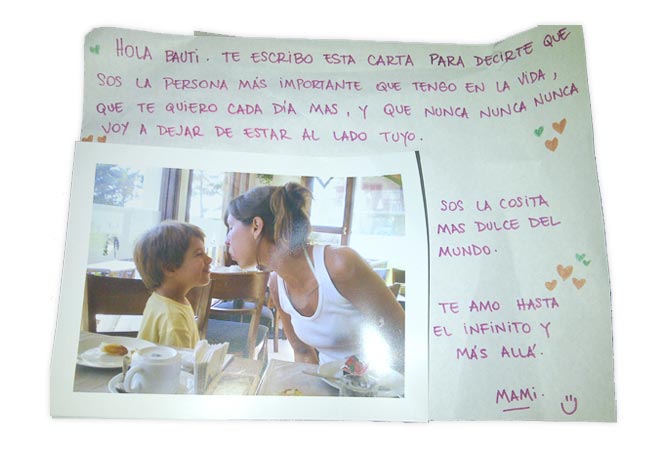 HOLA BAUTI. TE ESCRIBO ESTA CARTA PARA DECIRTE QUE
SOS LA PERSONA MÁS IMPORTANTE QUE TENGO EN LA VIDA,
QUE TE QUIERO CADA DÍA MAS, Y QUE NUNCA NUNCA NUNCA
VOY A DEJAR DE ESTAR AL LADO TUYO.
SOS LA COSITA
MAS DULCE DEL
MUNDO.
TE AMO HASTA
EL INFINITO Y
MÁS ALLÁ.
MAMI.